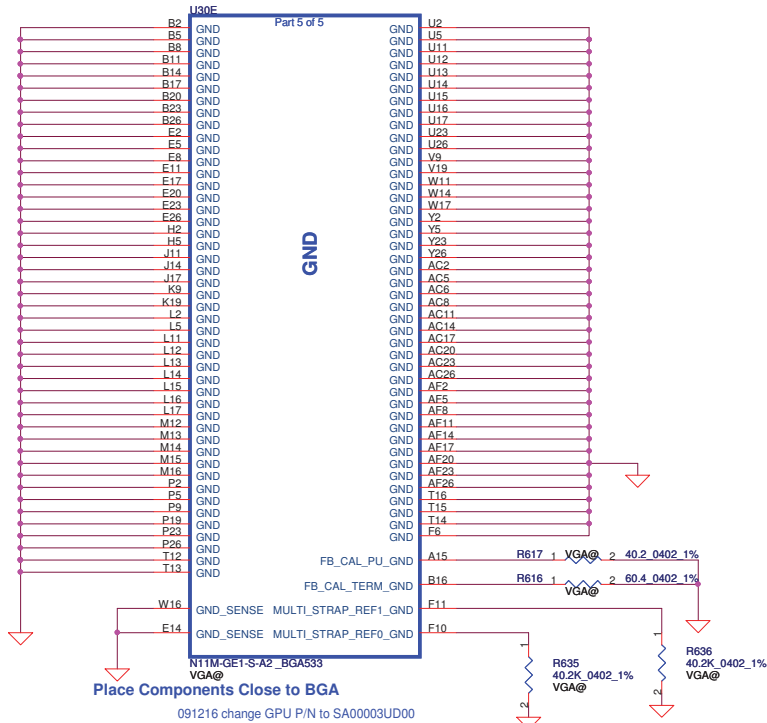 U30E
Part 5 of 5
B2 GND GND U2
B5 GND GND U5
B8 GND GND U11
B11 GND GND U12
B14 GND GND U13
B17 GND GND U14
B20 GND GND U15
B23 GND GND U16
B26 GND GND U17
E2 GND GND U23
E5 GND GND U26
E8 GND GND V9
E11 GND GND V19
E17 GND GND W11
E20 GND GND W14
E23 GND GND W17
E26 GND GND Y2
H2 GND GND Y5
H5 GND GND Y23
J11 GND GND Y26
J14 GND GND AC2
J17 GND GND AC5
K9 GND GND AC6
K19 GND GND AC8
L2 GND GND AC11
L5 GND GND AC14
L11 GND GND AC17
L12 GND GND AC20
L13 GND GND AC23
L14 GND GND AC26
L15 GND GND AF2
L16 GND GND AF5
L17 GND GND AF8
M12 GND GND AF11
M13 GND GND AF14
M14 GND GND AF17
M15 GND GND AF20
M16 GND GND AF23
P2 GND GND AF26
P5 GND GND T16
P9 GND GND T15
P19 GND GND T14
P23 GND GND F6
P26 GND
T12 GND
T13 GND
GND
FB_CAL_PU_GND A15 R617 1 VGA@ 2 40.2_0402_1%
FB_CAL_TERM_GND B16 R616 1 VGA@ 2 60.4_0402_1%
W16 GND_SENSE MULTI_STRAP_REF1_GND F11
E14 GND_SENSE MULTI_STRAP_REF0_GND F10
1
R635
40.2K_0402_1%
VGA@
2
1
R636
40.2K_0402_1%
VGA@
2
N11M-GE1-S-A2_BGA533
VGA@
Place Components Close to BGA
091216 change GPU P/N to SA00003UD00